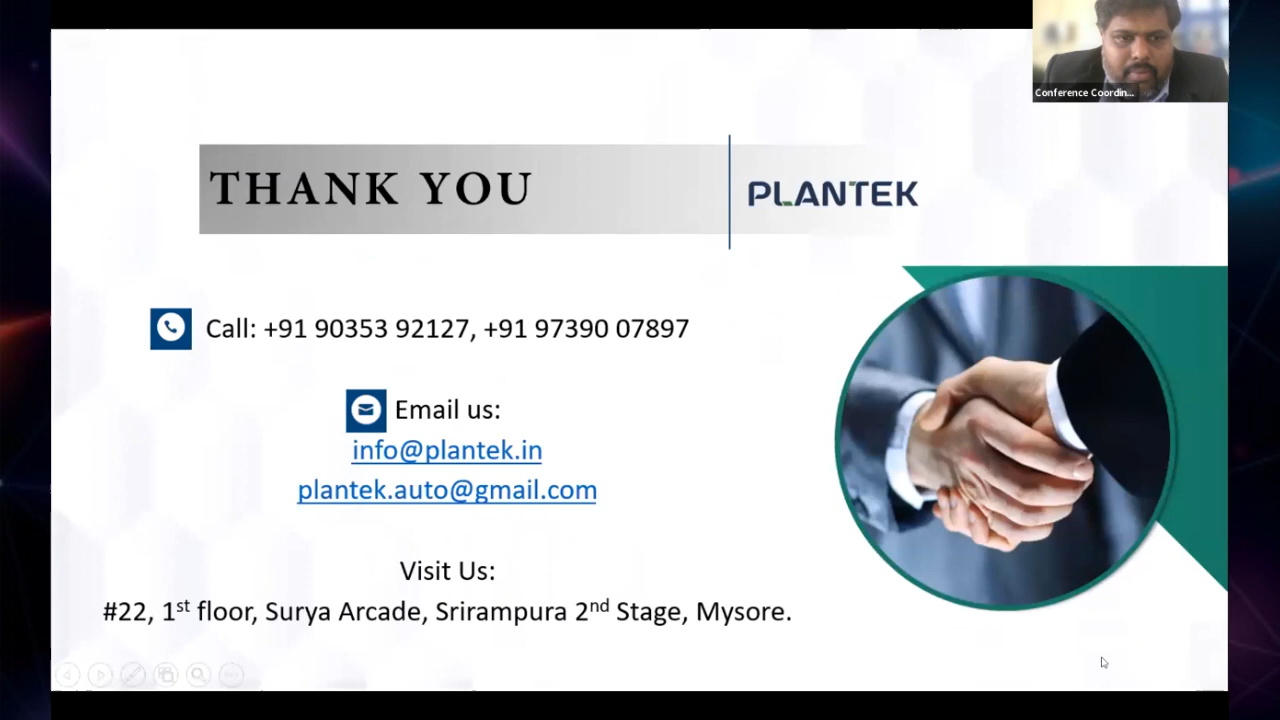 Conference Coordin...
THANK YOU
PLANTEK
Call: +91 90353 92127, +91 97390 07897
Email us:
info@plantek.in
plantek.auto@gmail.com
Visit Us:
#22, 1st floor, Surya Arcade, Srirampura 2nd Stage, Mysore.